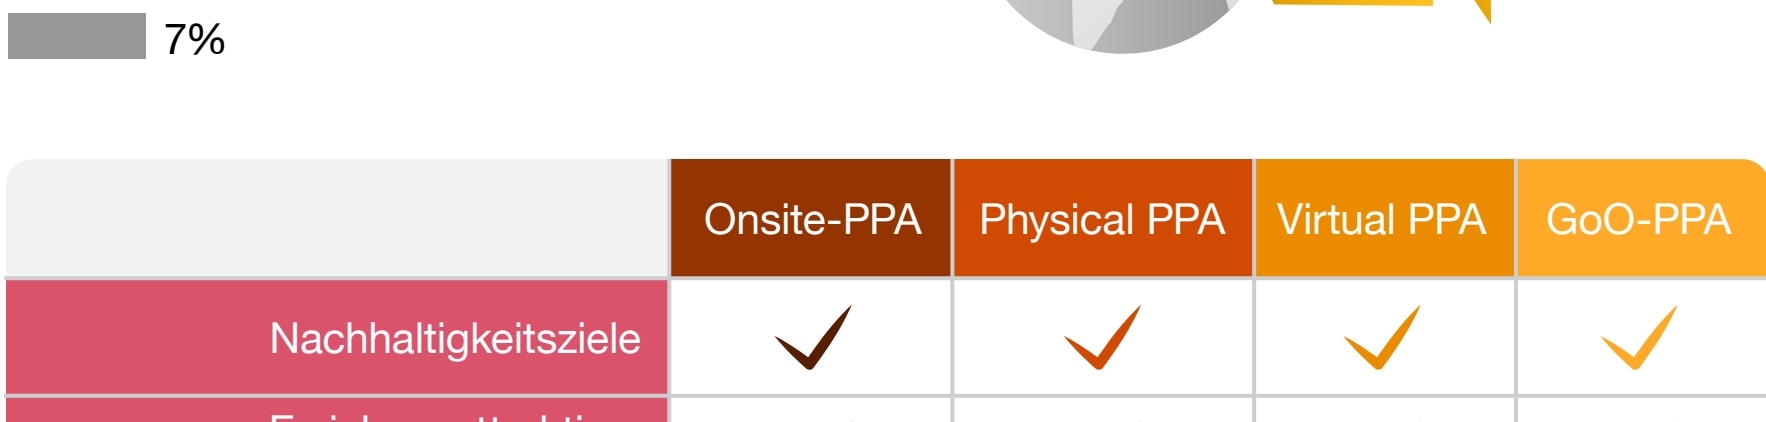 7%
Onsite-PPA Physical PPA Virtual PPA GoO-PPA
Nachhaltigkeitsziele